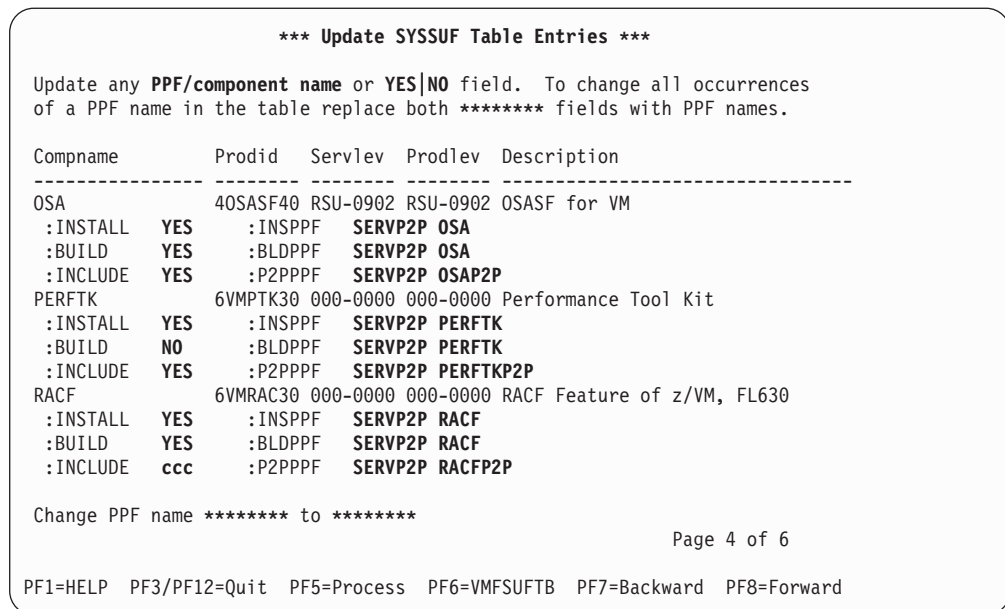 *** Update SYSSUF Table Entries ***
Update any PPF/component name or YES|NO field. To change all occurrences
of a PPF name in the table replace both ******** fields with PPF names.
Compname Prodid Servlev Prodlev Description
---------------- -------- -------- -------- ---------------------------------
OSA 4OSASF40 RSU-0902 RSU-0902 OSASF for VM
:INSTALL YES :INSPPF SERVP2P OSA
:BUILD YES :BLDPPF SERVP2P OSA
:INCLUDE YES :P2PPPF SERVP2P OSAP2P
PERFTK 6VMPTK30 000-0000 000-0000 Performance Tool Kit
:INSTALL YES :INSPPF SERVP2P PERFTK
:BUILD NO :BLDPPF SERVP2P PERFTK
:INCLUDE YES :P2PPPF SERVP2P PERFTKP2P
RACF 6VMRAC30 000-0000 000-0000 RACF Feature of z/VM, FL630
:INSTALL YES :INSPPF SERVP2P RACF
:BUILD YES :BLDPPF SERVP2P RACF
:INCLUDE ccc :P2PPPF SERVP2P RACFP2P
Change PPF name ******** to ********
Page 4 of 6
PF1=HELP PF3/PF12=Quit PF5=Process PF6=VMFSUFTB PF7=Backward PF8=Forward